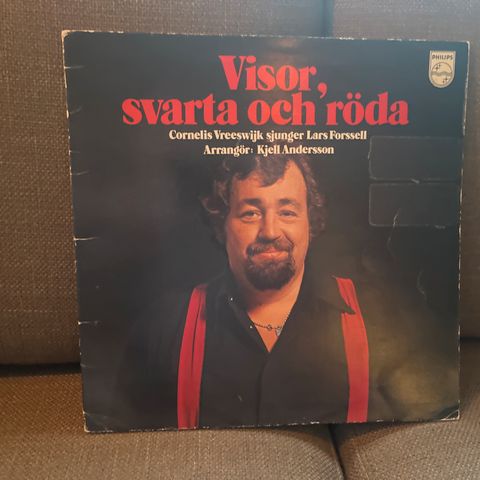 PHILIPS
Visor,
svarta och röda
Cornelis Vreeswijk sjunger Lars Forssell
Arrangör: Kjell Andersson